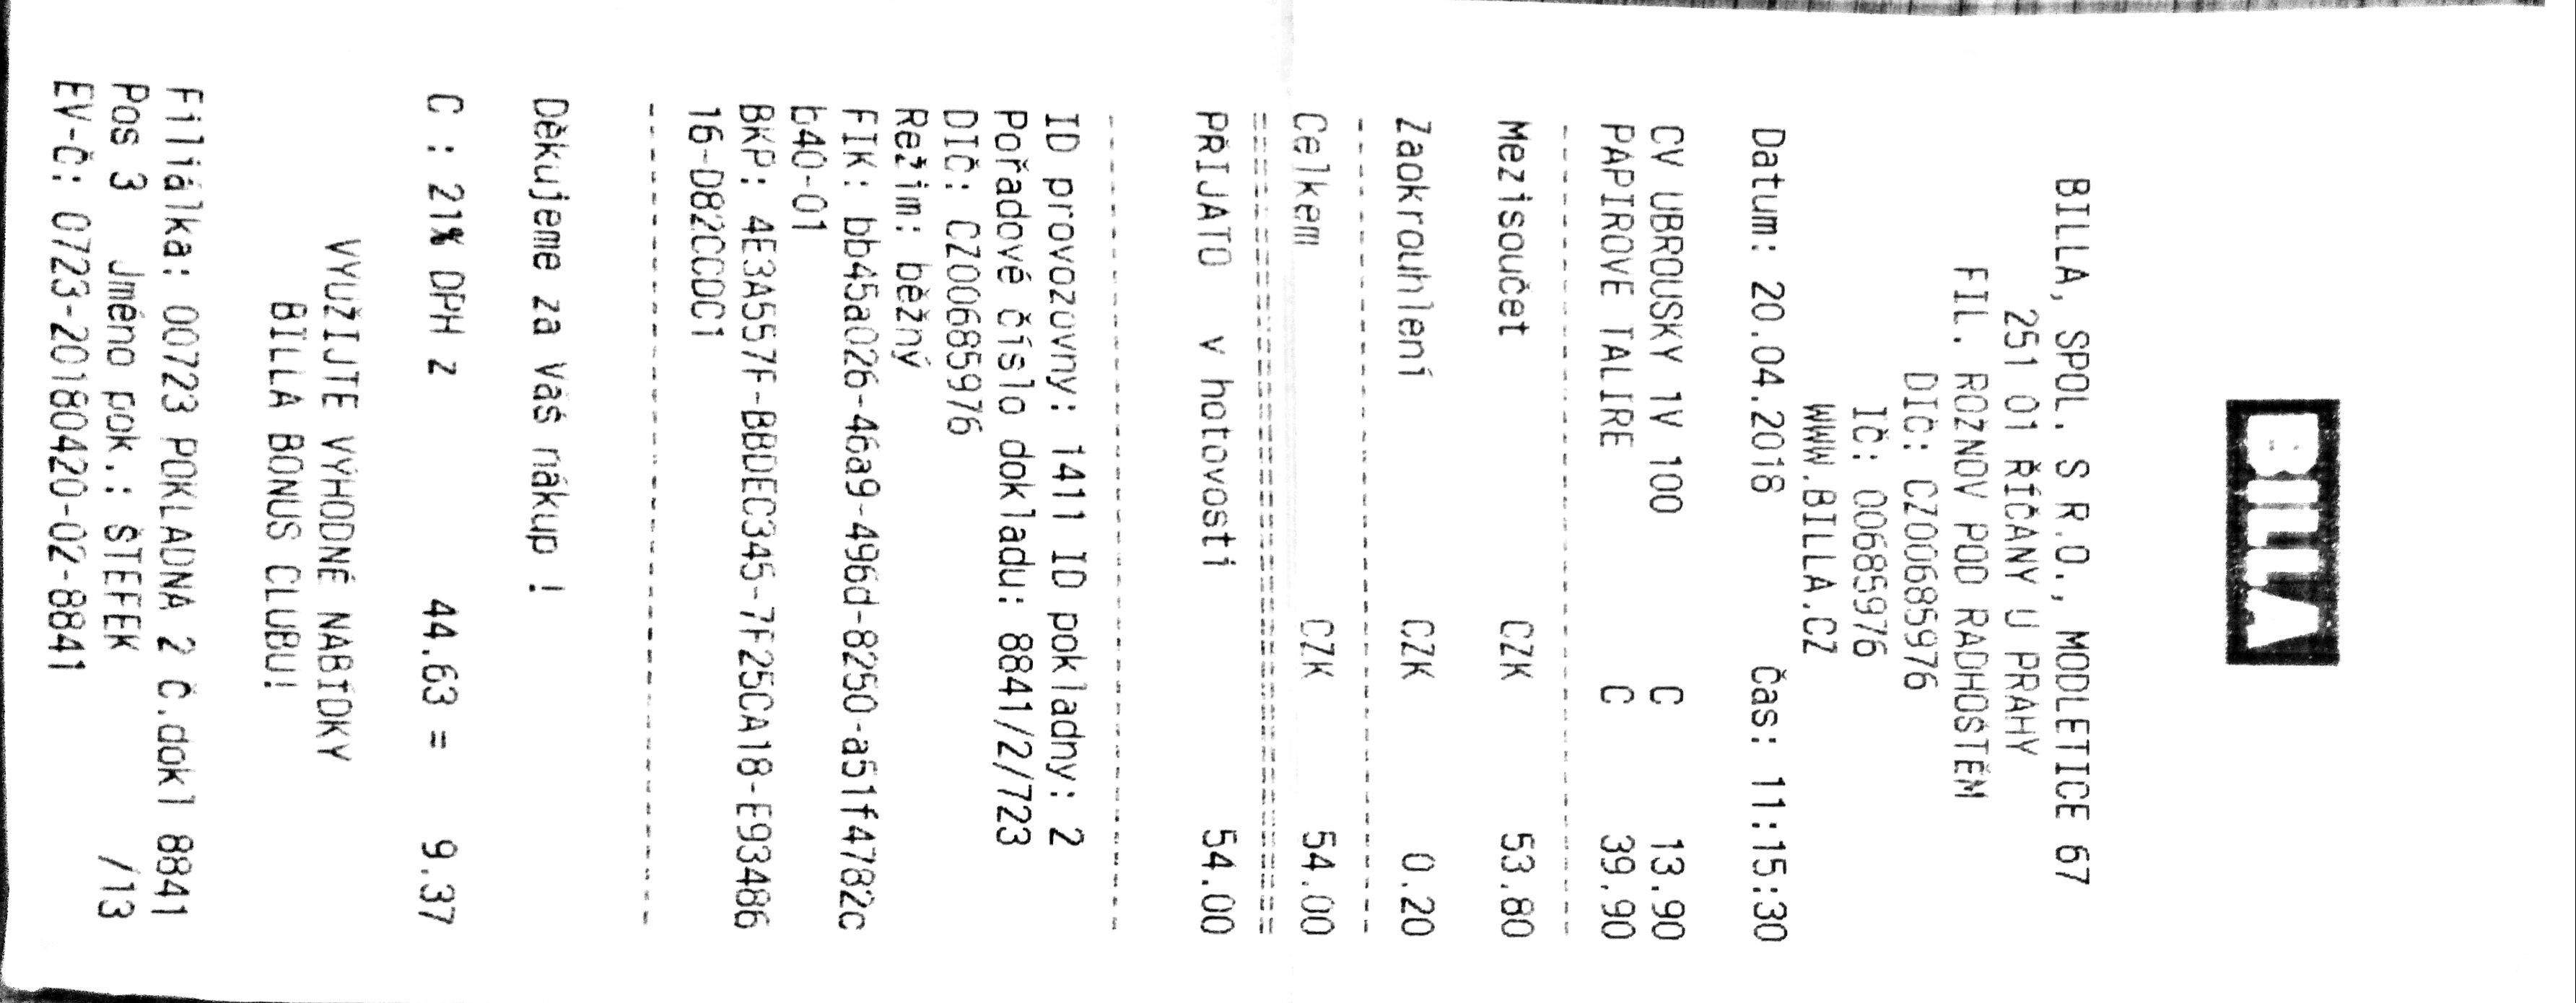 BILLA
BILLA, SPOL. S R.O., MODLETICE 67
251 01 ŘÍČANY U PRAHY
FIL. ROŽNOV POD RADHOŠTĚM
DIČ: CZ00685976
IČ: 00685976
WWW.BILLA.CZ
Datum: 20.04.2018 Čas: 11:15:30
CV UBROUSKY 1V 100 C 13.90
PAPIROVE TALIRE C 39.90
Mezisoučet CZK 53.80
Zaokrouhlení CZK 0.20
Celkem CZK 54.00
PŘIJATO v hotovosti 54.00
ID provozovny: 1411 ID pokladny: 2
Pořadové číslo dokladu: 8841/2/723
DIČ: CZ00685976
Režim: běžný
FIK: bb45a026-46a9-496d-8250-a51f4782c
b40-01
BKP: 4E3A557F-BBDEC345-7F25CA18-E93486
16-D82CCDC1
Děkujeme za Váš nákup !
C : 21% DPH z 44.63 = 9.37
VYUŽIJTE VÝHODNÉ NABÍDKY
BILLA BONUS CLUBU!
Filiálka: 00723 POKLADNA 2 Č.dokl 8841
Pos 3 Jméno pok.: ŠTEFEK /13
EV-Č: 0723-20180420-02-8841